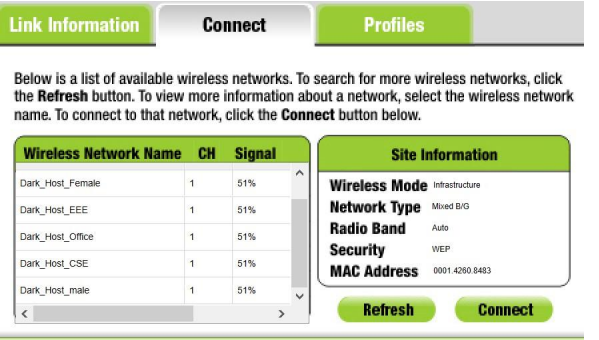 Link Information
Connect
Profiles
Below is a list of available wireless networks. To search for more wireless networks, click
the Refresh button. To view more information about a network, select the wireless network
name. To connect to that network, click the Connect button below.
Wireless Network Name CH Signal
Dark_Host_Female 1 51%
Dark_Host_EEE 1 51%
Dark_Host_Office 1 51%
Dark_Host_CSE 1 51%
Dark_Host_male 1 51%
Site Information
Wireless Mode Infrastructure
Network Type Mixed B/G
Radio Band Auto
Security WEP
MAC Address 0001.4260.8483
Refresh
Connect